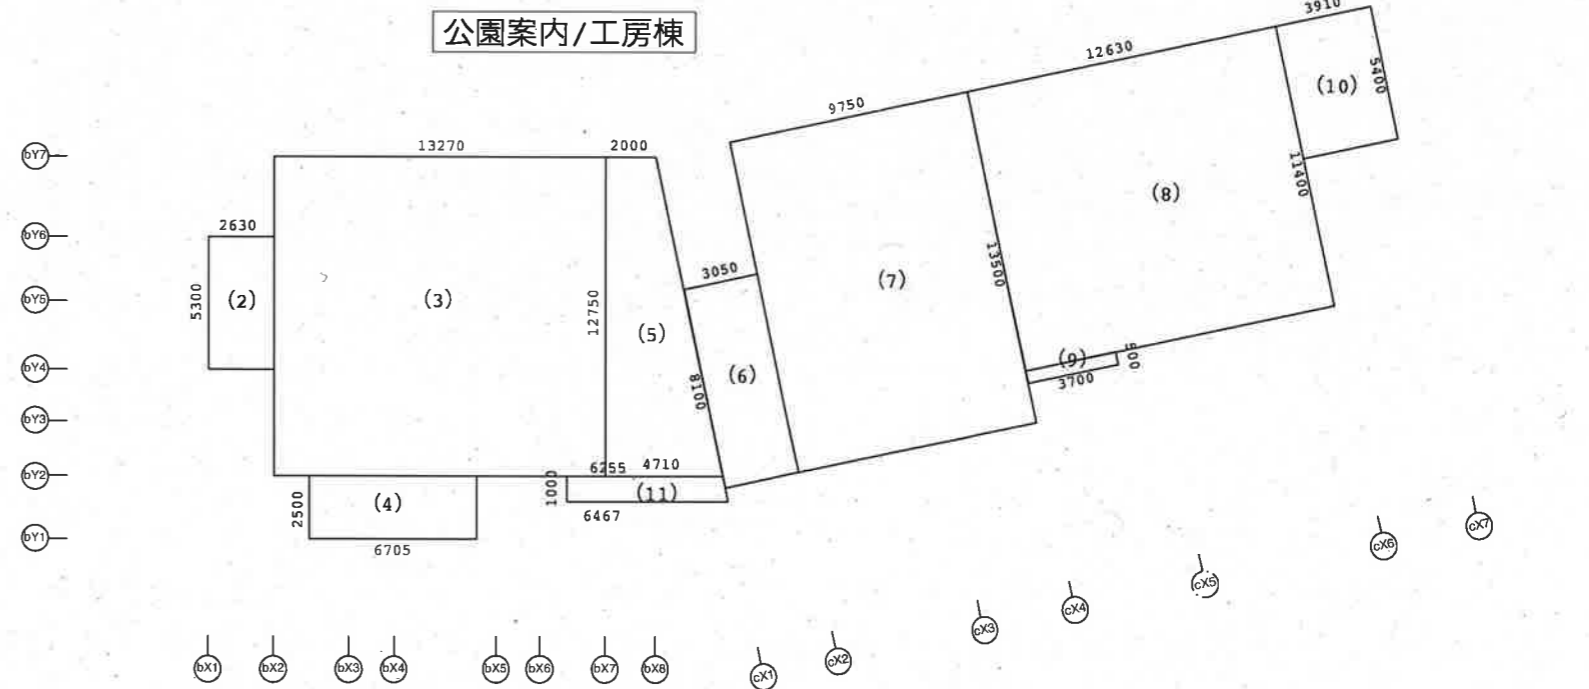 公園案内/工房棟
3910
12630
5400
(10)
9750
13270
2000
bY7
11400
(8)
2630
bY6
13500
3050
(7)
5300
(2)
(3)
12750
bY5
(5)
bY4
(6)
8100
(9)
500
3700
bY3
bY2
6255
4710
1000
(11)
2500
(4)
6467
bY1
6705
cX7
cX6
cX5
cX4
cX3
cX2
cX1
bX1
bX2
bX3
bX4
bX5
bX6
bX7
bX8